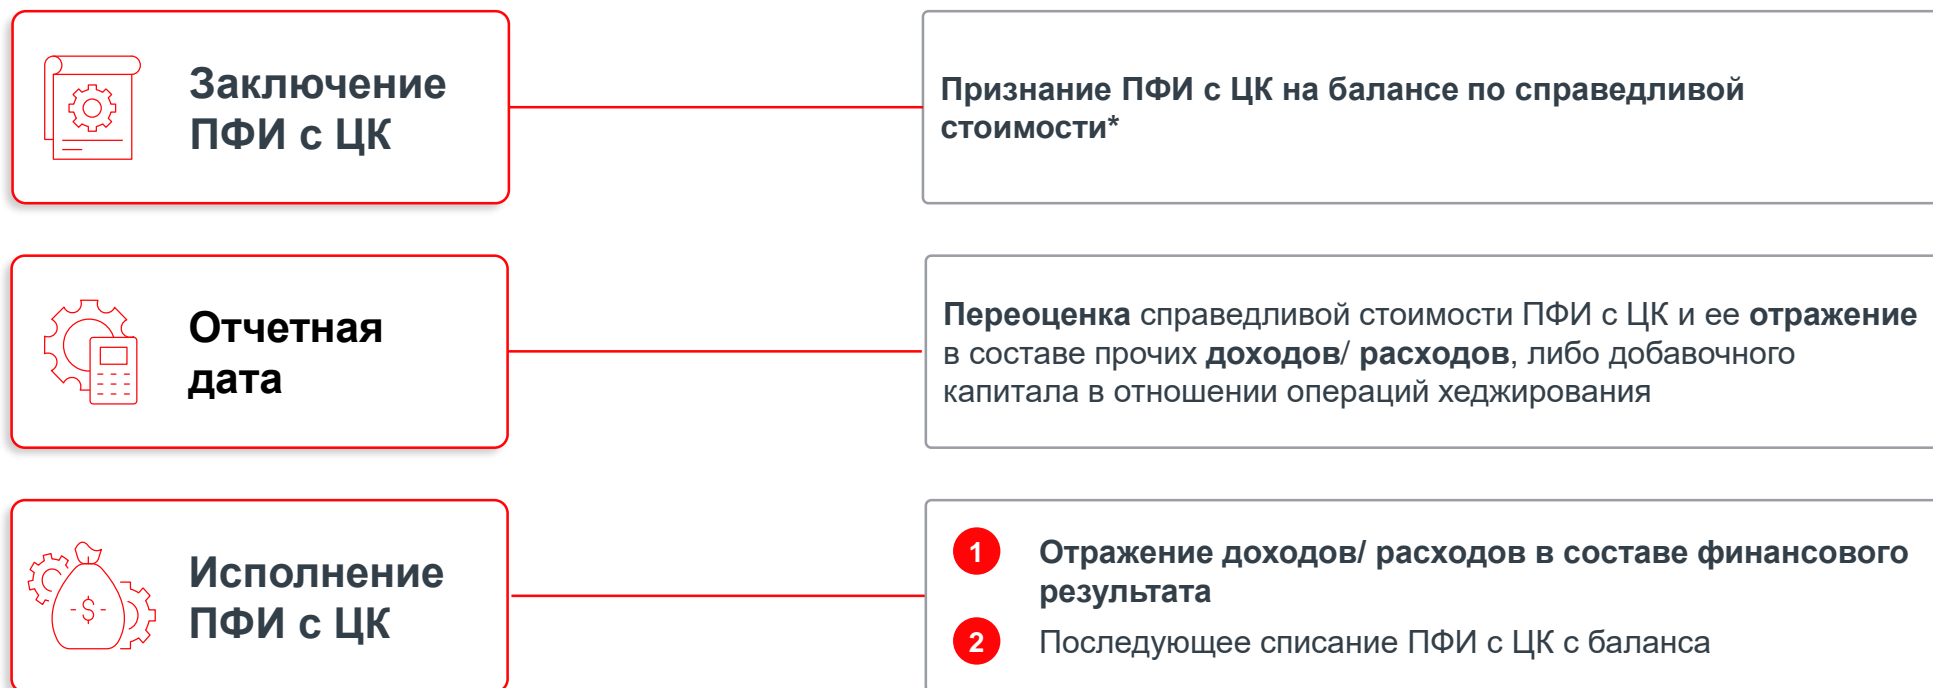 Заключение
ПФИ с ЦК
Признание ПФИ с ЦК на балансе по справедливой
стоимости*
Отчетная
дата
Переоценка справедливой стоимости ПФИ с ЦК и ее отражение
в составе прочих доходов/ расходов, либо добавочного
капитала в отношении операций хеджирования
Исполнение
ПФИ с ЦК
-$-
1 Отражение доходов/ расходов в составе финансового
результата
2 Последующее списание ПФИ с ЦК с баланса